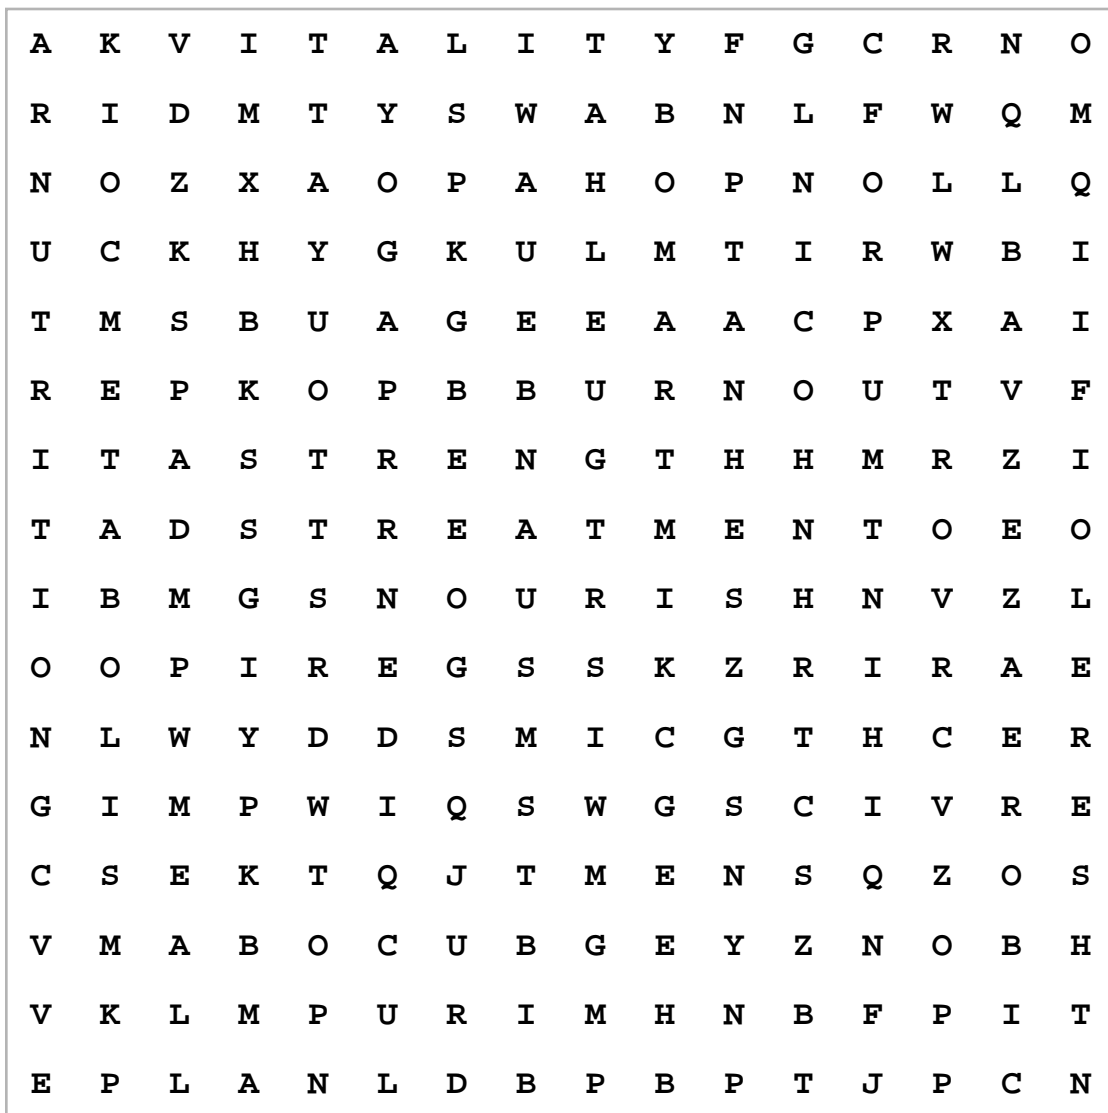 A K V I T A L I T Y F G C R N O
R I D M T Y S W A B N L F W Q M
N O Z X A O P A H O P N O L L Q
U C K H Y G K U L M T I R W B I
T M S B U A G E E A A C P X A I
R E P K O P B B U R N O U T V F
I T A S T R E N G T H H M R Z I
T A D S T R E A T M E N T O E O
I B M G S N O U R I S H N V Z L
O O P I R E G S S K Z R I R A E
N L W Y D D S M I C G T H C E R
G I M P W I Q S W G S C I V R E
C S E K T Q J T M E N S Q Z O S
V M A B O C U B G E Y Z N O B H
V K L M P U R I M H N B F P I T
E P L A N L D B P B P T J P C N